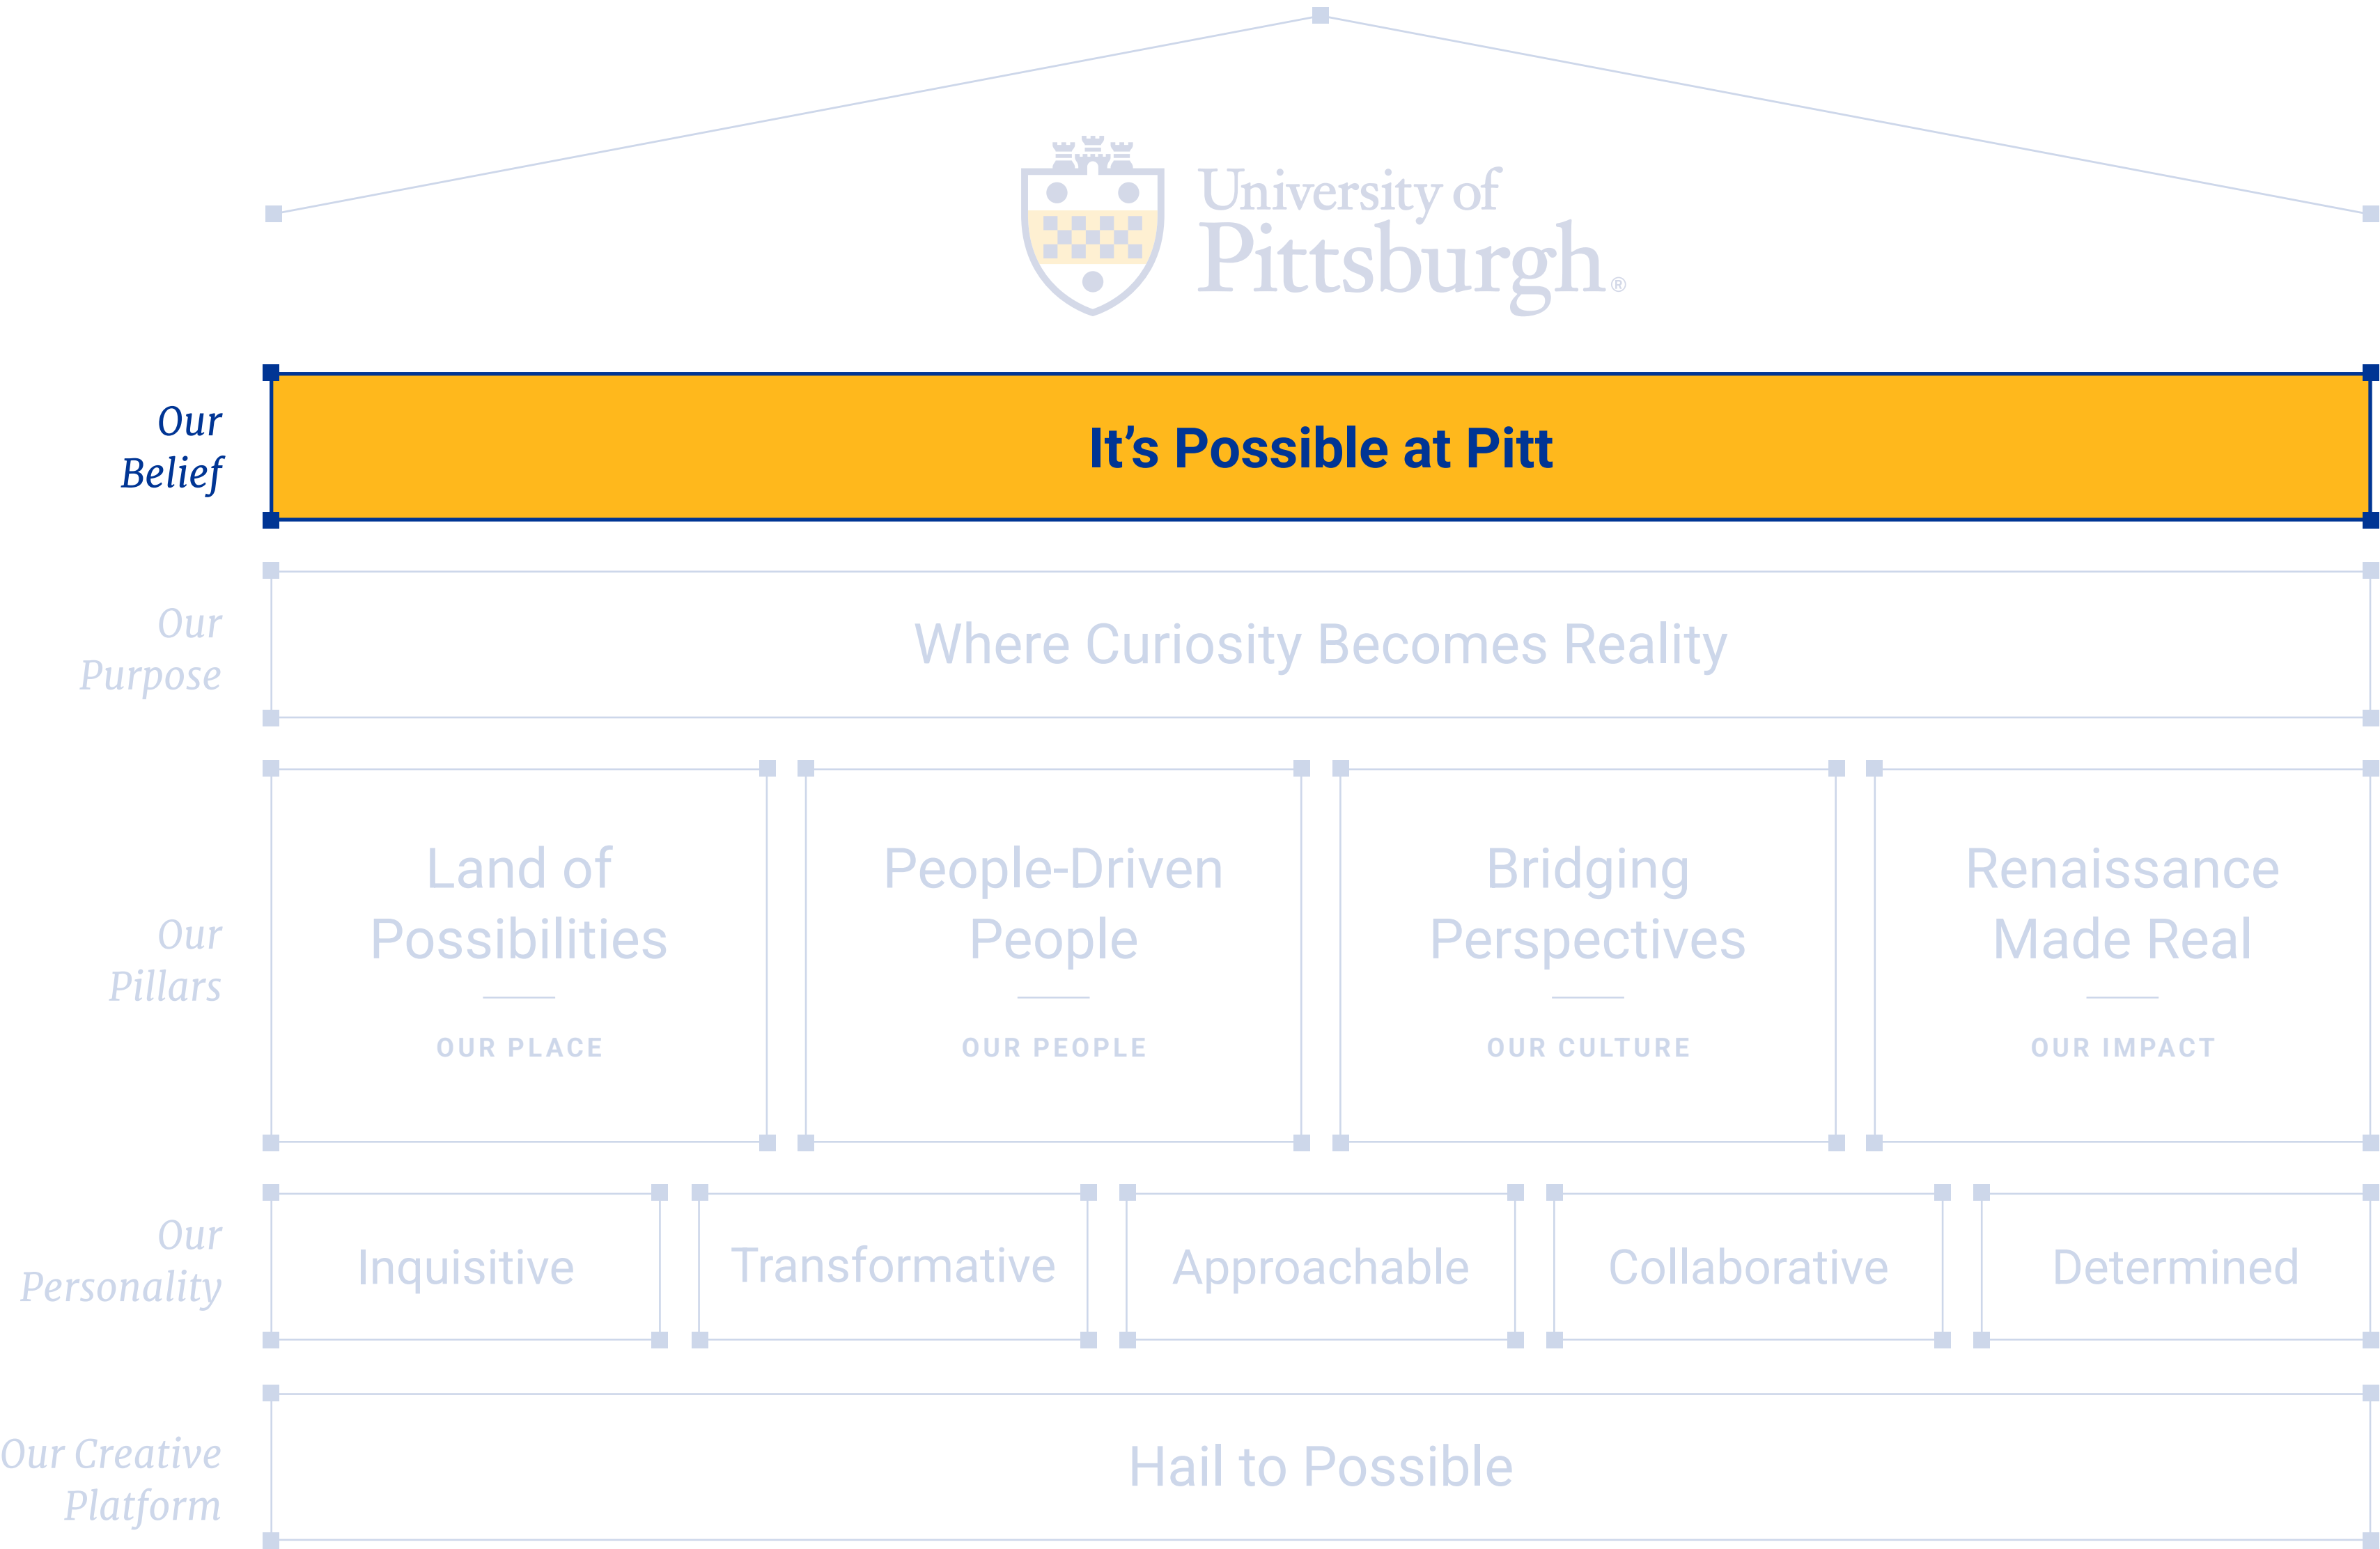 University of
Pittsburgh®
Our
Belief
It’s Possible at Pitt
Our
Purpose
Where Curiosity Becomes Reality
Our
Pillars
Land of
Possibilities
OUR PLACE
People-Driven
People
OUR PEOPLE
Bridging
Perspectives
OUR CULTURE
Renaissance
Made Real
OUR IMPACT
Our
Personality
Inquisitive
Transformative
Approachable
Collaborative
Determined
Our Creative
Platform
Hail to Possible